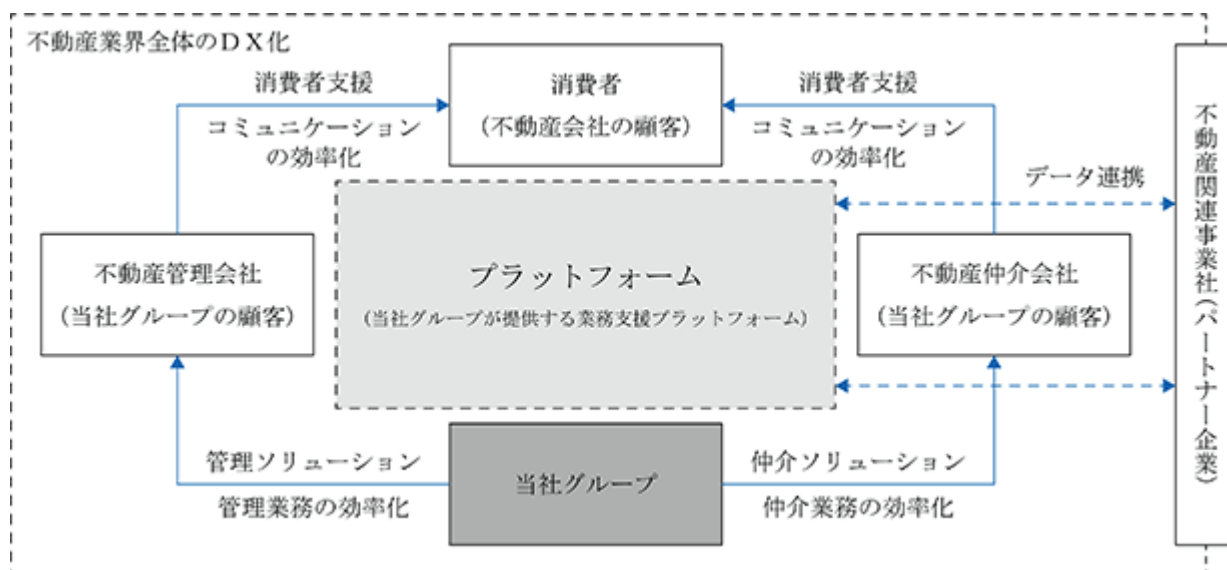 不動産業界全体のＤＸ化
消費者支援
コミュニケーション
の効率化
消費者
（不動産会社の顧客）
消費者支援
コミュニケーション
の効率化
データ連携
不動産関連事業社（パートナー企業）
不動産管理会社
（当社グループの顧客）
プラットフォーム
（当社グループが提供する業務支援プラットフォーム）
不動産仲介会社
（当社グループの顧客）
管理ソリューション
管理業務の効率化
当社グループ
仲介ソリューション
仲介業務の効率化